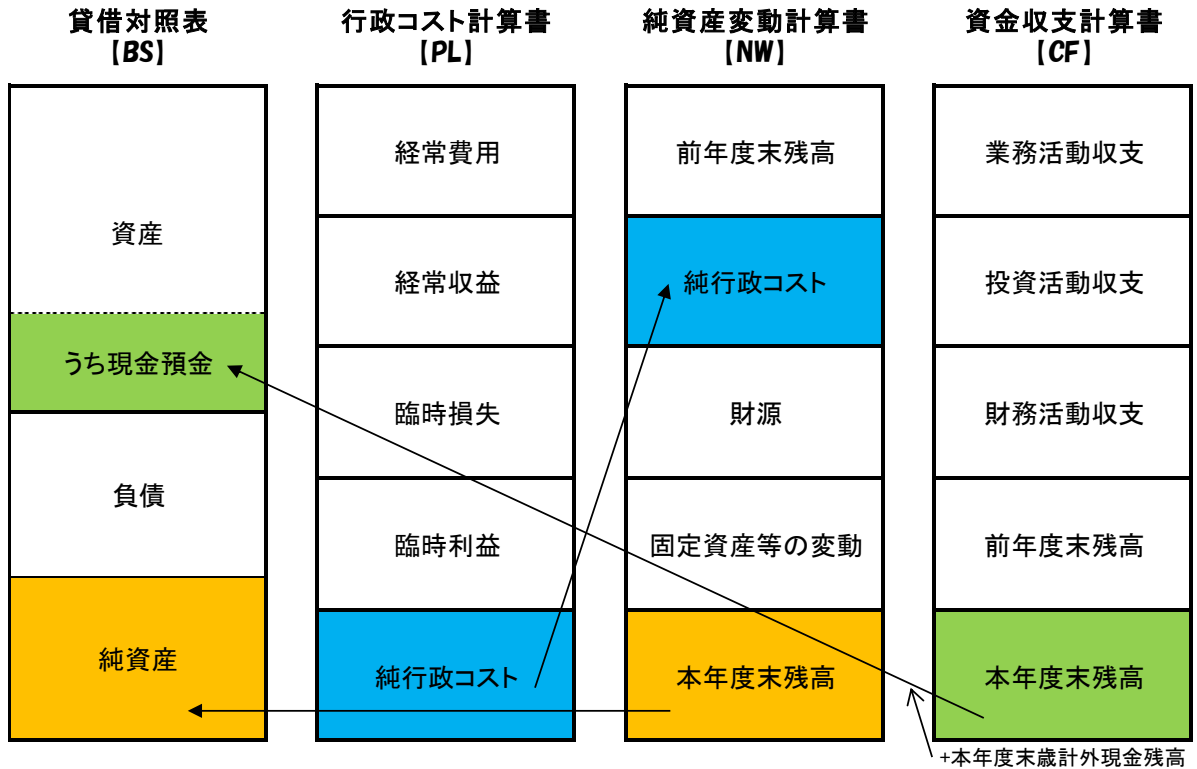 貸借対照表
【BS】
資産
うち現金預金
負債
純資産
行政コスト計算書
【PL】
経常費用
経常収益
臨時損失
臨時利益
純行政コスト
純資産変動計算書
【NW】
前年度末残高
純行政コスト
財源
固定資産等の変動
本年度末残高
資金収支計算書
【CF】
業務活動収支
投資活動収支
財務活動収支
前年度末残高
本年度末残高
+本年度末歳計外現金残高